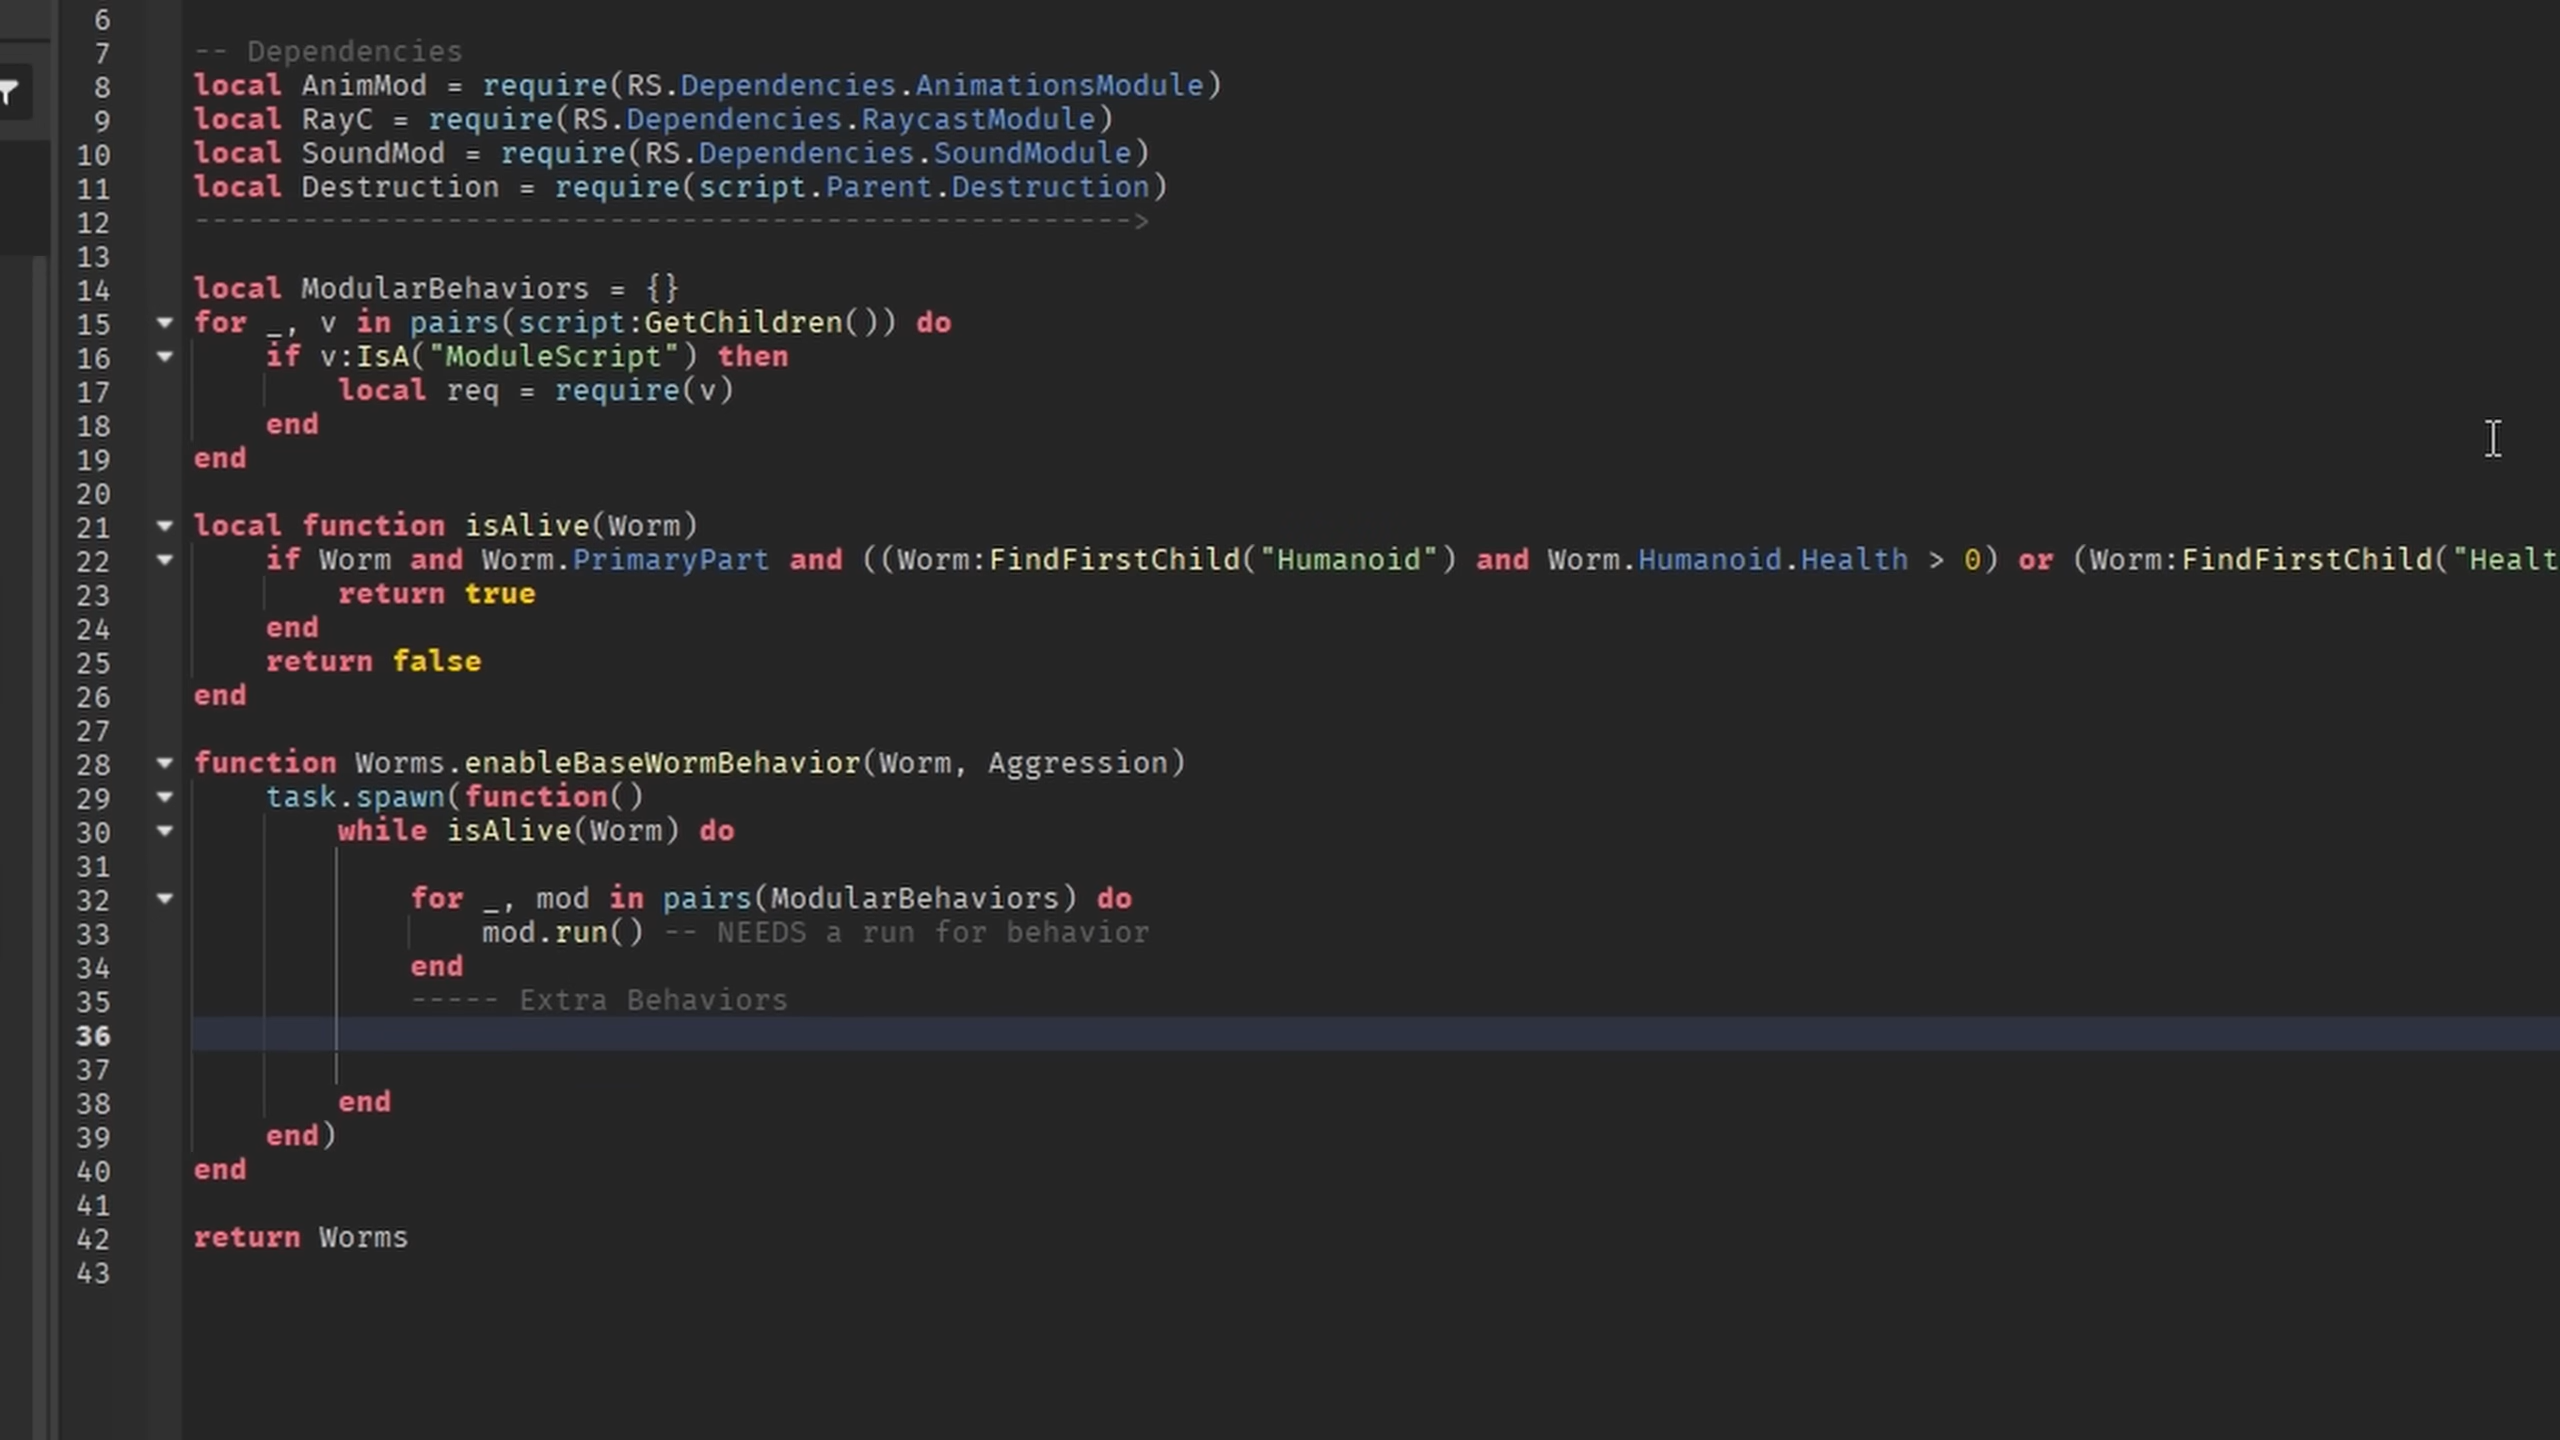 6
7 -- Dependencies
8 local AnimMod = require(RS.Dependencies.AnimationsModule)
9 local RayC = require(RS.Dependencies.RaycastModule)
10 local SoundMod = require(RS.Dependencies.SoundModule)
11 local Destruction = require(script.Parent.Destruction)
12 ---------------------------------------------------->
13
14 local ModularBehaviors = {}
15 for _, v in pairs(script:GetChildren()) do
16 if v:IsA("ModuleScript") then
17 local req = require(v)
18 end
19 end
20
21 local function isAlive(Worm)
22 if Worm and Worm.PrimaryPart and ((Worm:FindFirstChild("Humanoid") and Worm.Humanoid.Health > 0) or (Worm:FindFirstChild("Healt
23 return true
24 end
25 return false
26 end
27
28 function Worms.enableBaseWormBehavior(Worm, Aggression)
29 task.spawn(function()
30 while isAlive(Worm) do
31
32 for _, mod in pairs(ModularBehaviors) do
33 mod.run() -- NEEDS a run for behavior
34 end
35 ----- Extra Behaviors
36
37
38 end
39 end)
40 end
41
42 return Worms
43